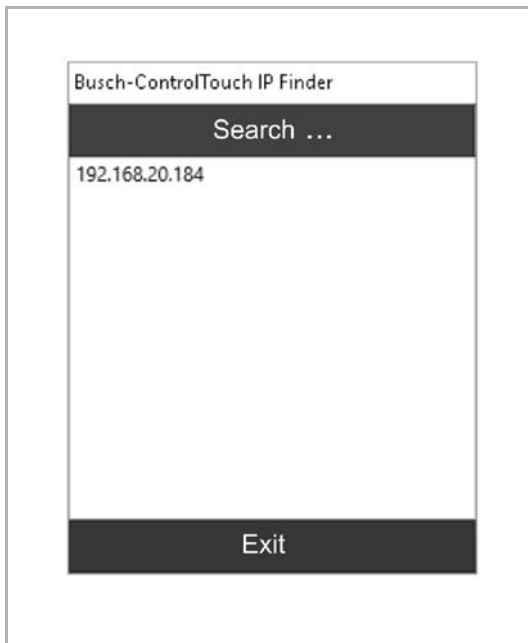 Busch-ControlTouch IP Finder
Search ...
192.168.20.184
Exit